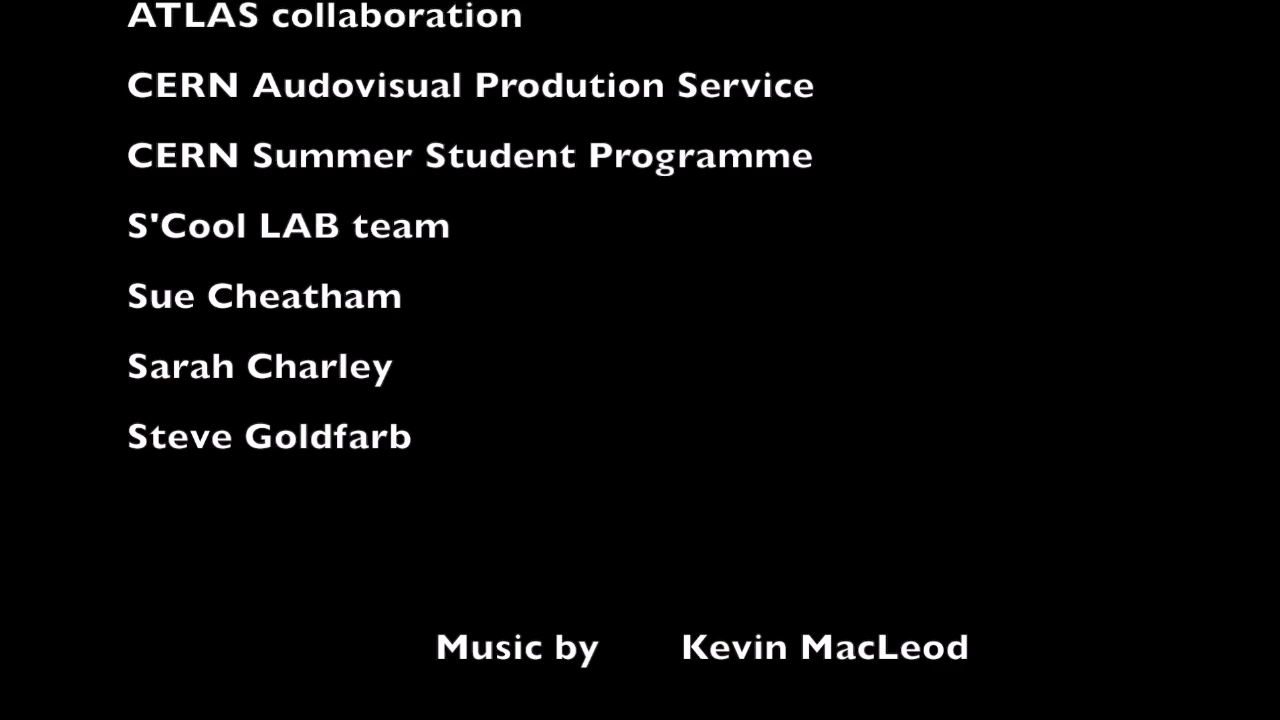 ATLAS collaboration
CERN Audovisual Prodution Service
CERN Summer Student Programme
S'Cool LAB team
Sue Cheatham
Sarah Charley
Steve Goldfarb
Music by Kevin MacLeod